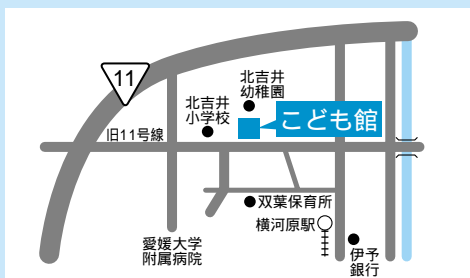 11
北吉井
幼稚園
北吉井
小学校
こども館
旧11号線
双葉保育所
横河原駅
愛媛大学
附属病院
伊予
銀行